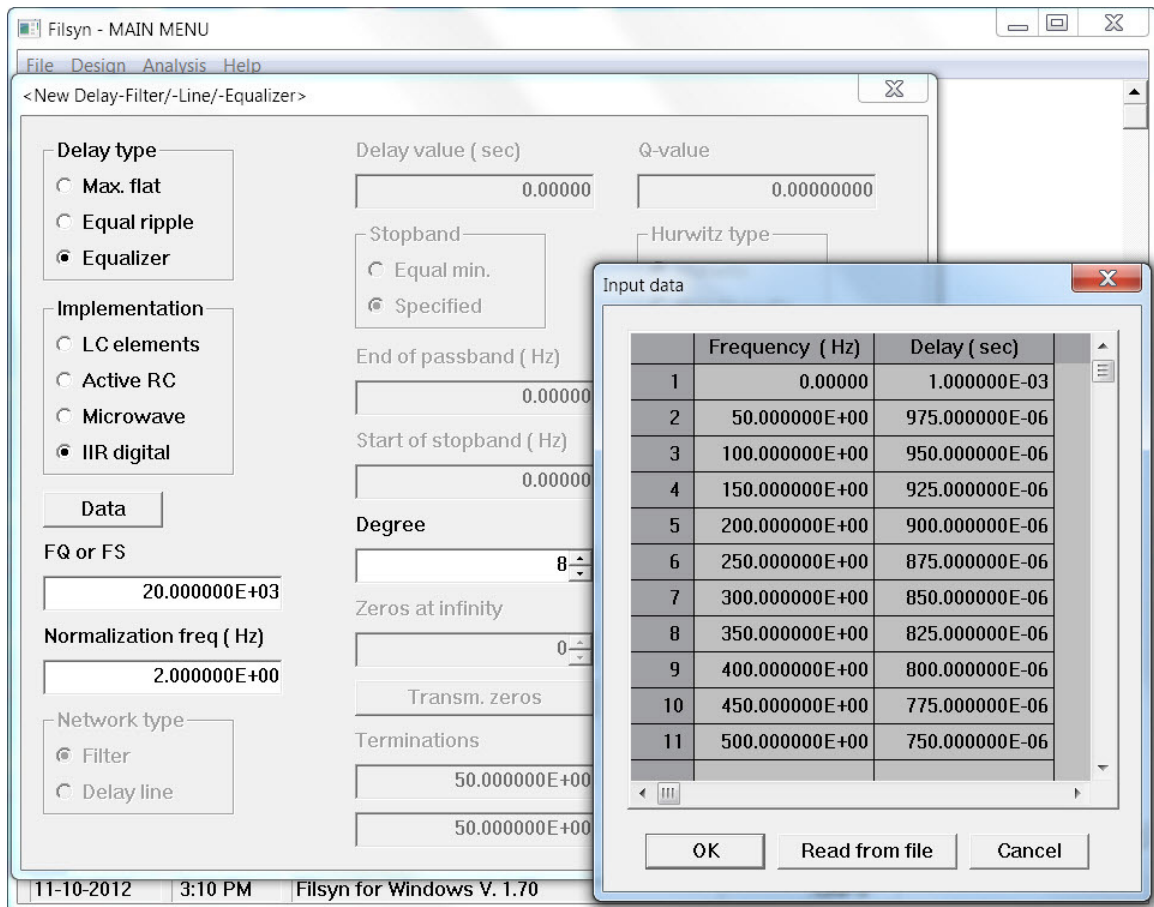 Filsyn - MAIN MENU
File Design Analysis Help
<New Delay-Filter/-Line/-Equalizer>
Delay type
Max. flat
Equal ripple
Equalizer
Implementation
LC elements
Active RC
Microwave
IIR digital
Data
FQ or FS
20.000000E+03
Normalization freq ( Hz)
2.000000E+00
Network type
Filter
Delay line
Delay value ( sec)
0.00000
Stopband
Equal min.
Specified
End of passband ( Hz)
0.00000
Start of stopband ( Hz)
0.00000
Degree
8
Zeros at infinity
0
Transm. zeros
Terminations
50.000000E+00
50.000000E+00
Q-value
0.00000000
Hurwitz type
Input data
Frequency ( Hz) Delay ( sec)
1 0.00000 1.000000E-03
2 50.000000E+00 975.000000E-06
3 100.000000E+00 950.000000E-06
4 150.000000E+00 925.000000E-06
5 200.000000E+00 900.000000E-06
6 250.000000E+00 875.000000E-06
7 300.000000E+00 850.000000E-06
8 350.000000E+00 825.000000E-06
9 400.000000E+00 800.000000E-06
10 450.000000E+00 775.000000E-06
11 500.000000E+00 750.000000E-06
OK Read from file Cancel
11-10-2012 3:10 PM Filsyn for Windows V. 1.70